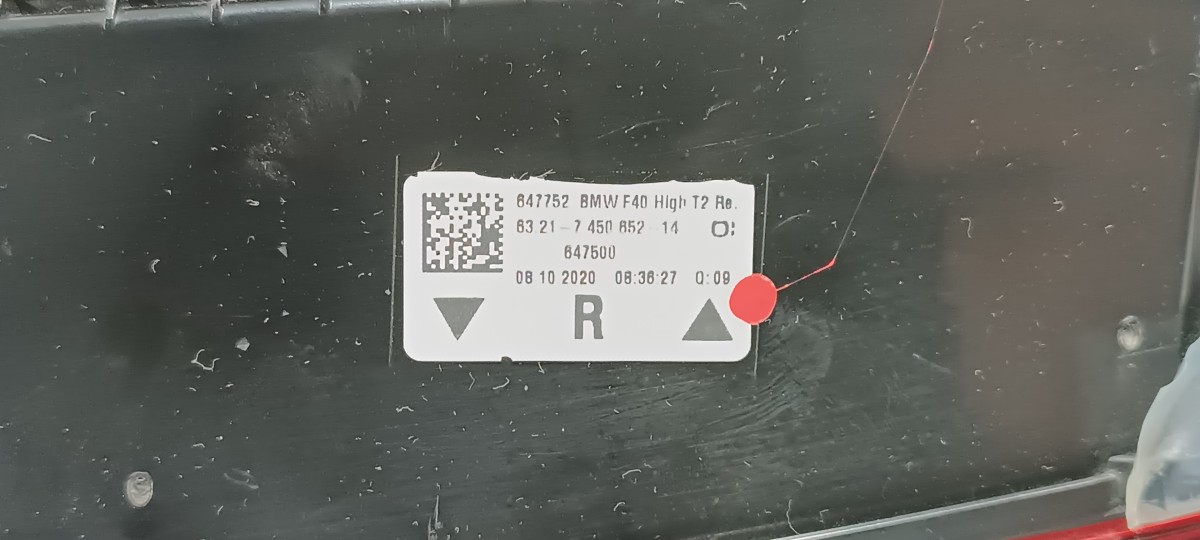 647752 BMW F40 High T2 Re.
63.21-7 450 652-14 O:
647500
08 10 2020 08:36:27 Q:09
R